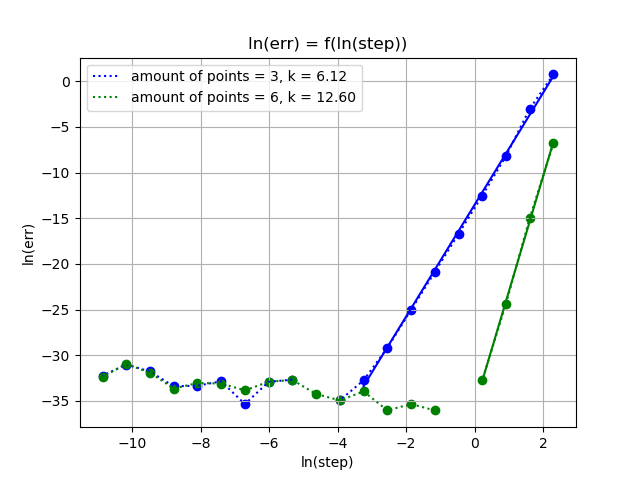 ln(err) = f(ln(step))
amount of points = 3, k = 6.12
amount of points = 6, k = 12.60
0
−5
−10
−15
−20
−25
−30
−35
ln(err)
−10 −8 −6 −4 −2 0 2
ln(step)